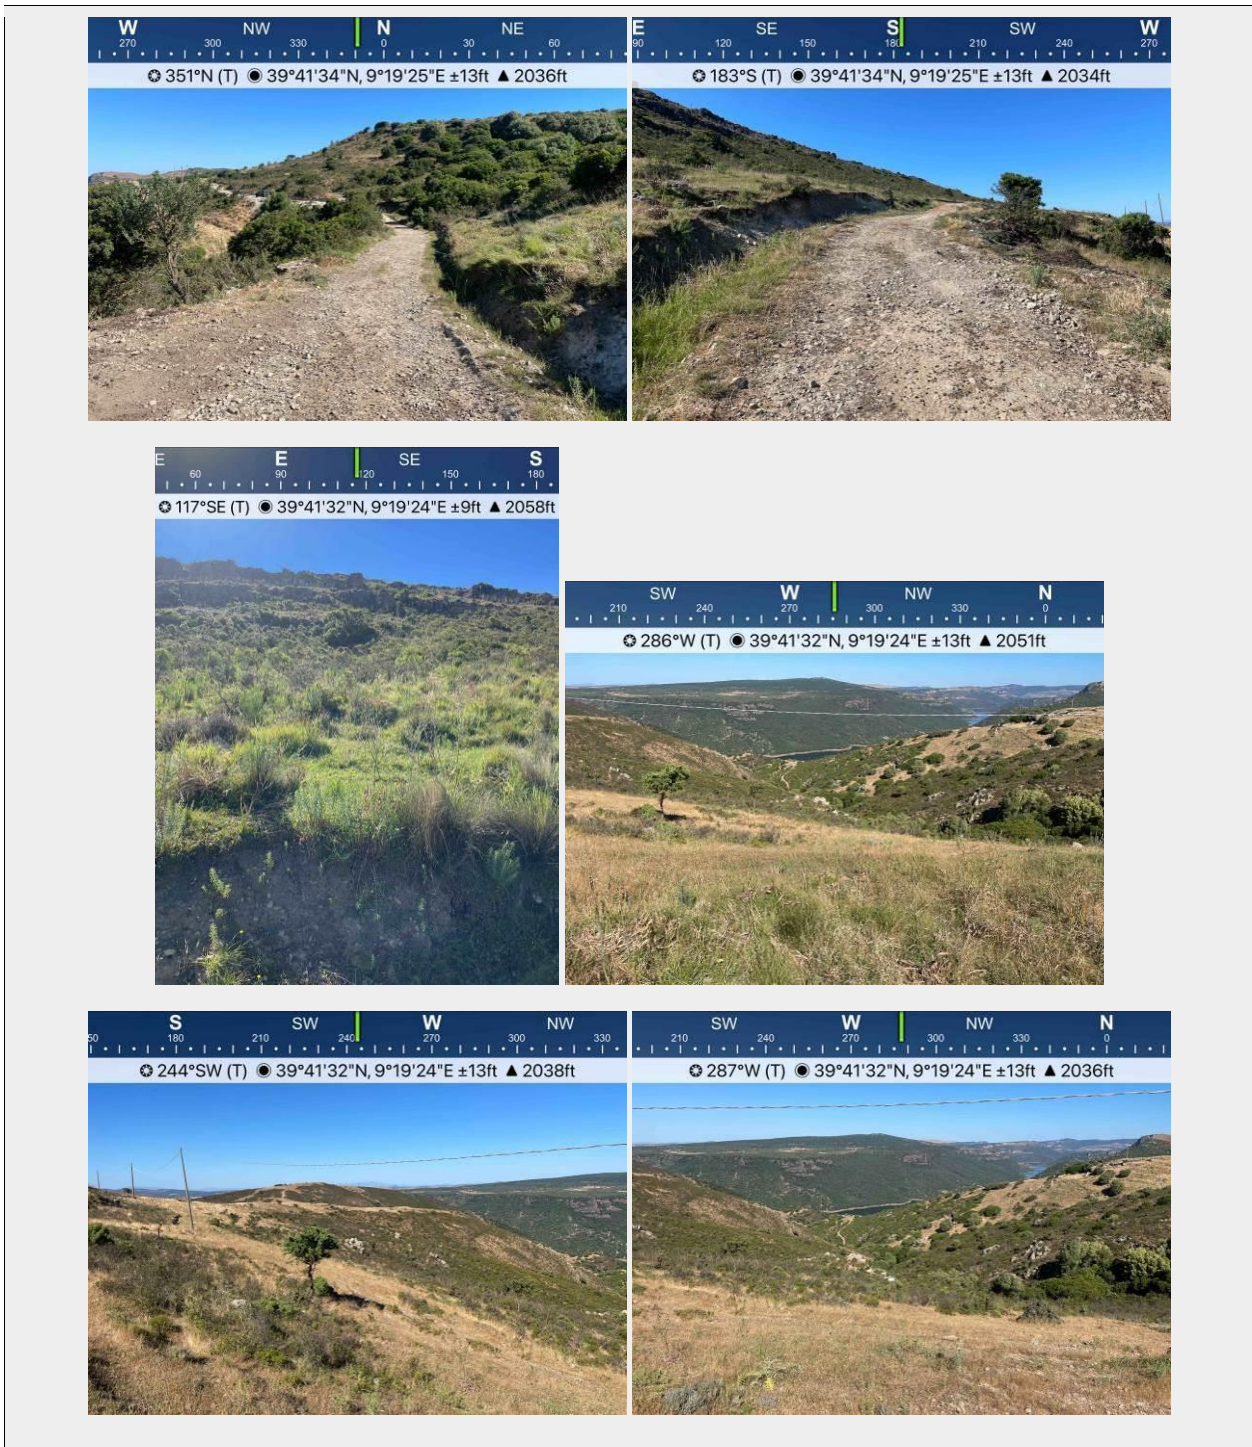 W NW N NE
270 300 330 0 30 60
351°N (T) 39°41'34"N, 9°19'25"E ±13ft ▲ 2036ft
E SE S SW W
90 120 150 180 210 240 270
183°S (T) 39°41'34"N, 9°19'25"E ±13ft ▲ 2034ft
E E SE S
60 90 120 150 180
117°SE (T) 39°41'32"N, 9°19'24"E ±9ft ▲ 2058ft
SW W NW N
210 240 270 300 330 0
286°W (T) 39°41'32"N, 9°19'24"E ±13ft ▲ 2051ft
S SW W NW
50 180 210 240 270 300 330
244°SW (T) 39°41'32"N, 9°19'24"E ±13ft ▲ 2038ft
SW W NW N
210 240 270 300 330 0
287°W (T) 39°41'32"N, 9°19'24"E ±13ft ▲ 2036ft